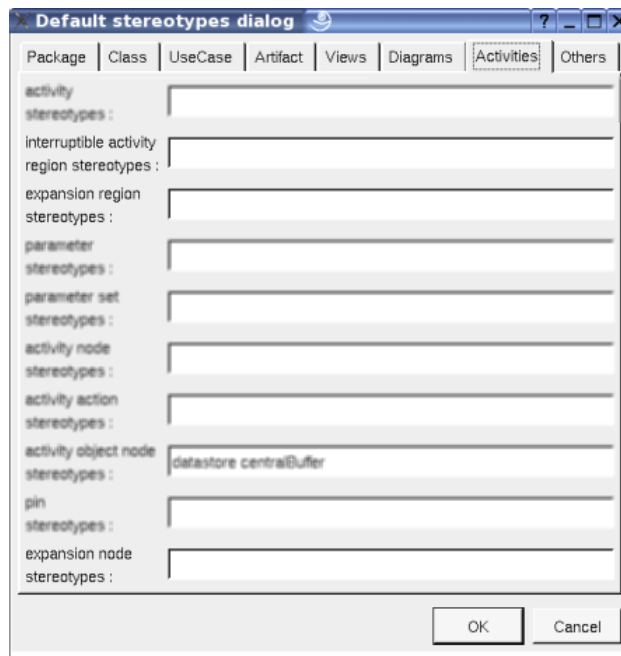 Default stereotypes dialog ?
Package Class UseCase Artifact Views Diagrams Activities Others
activity
stereotypes :
interruptible activity
region stereotypes :
expansion region
stereotypes :
parameter
stereotypes :
parameter set
stereotypes :
activity node
stereotypes :
activity action
stereotypes :
activity object node
stereotypes :
datastore centralBuffer
pin
stereotypes :
expansion node
stereotypes :
OK Cancel